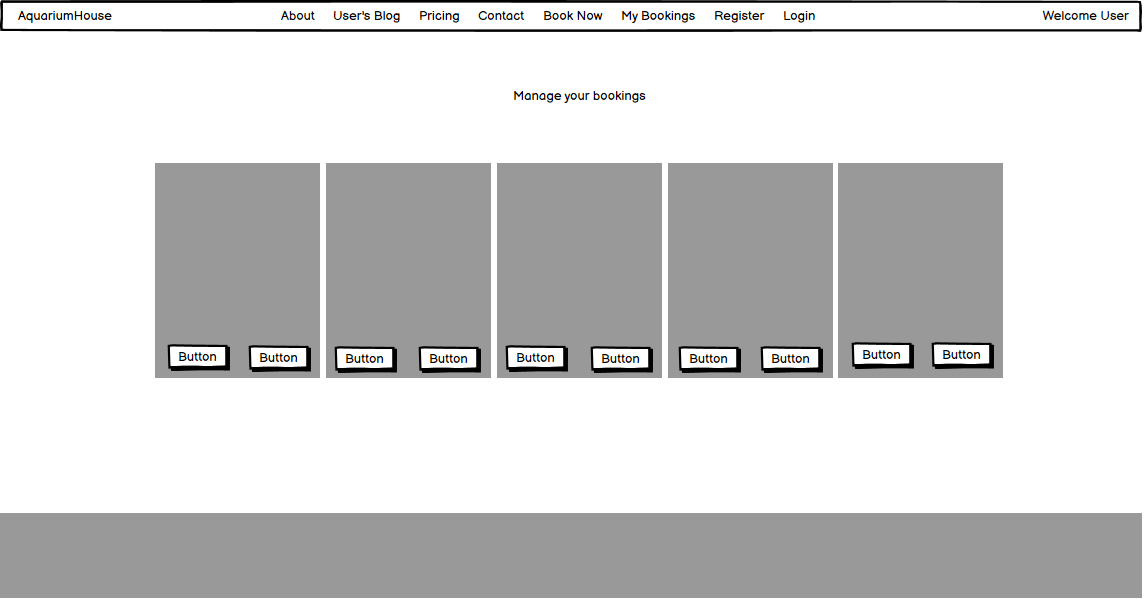 AquariumHouse About User's Blog Pricing Contact Book Now My Bookings Register Login Welcome User
Manage your bookings
Button Button Button Button Button Button Button Button Button Button